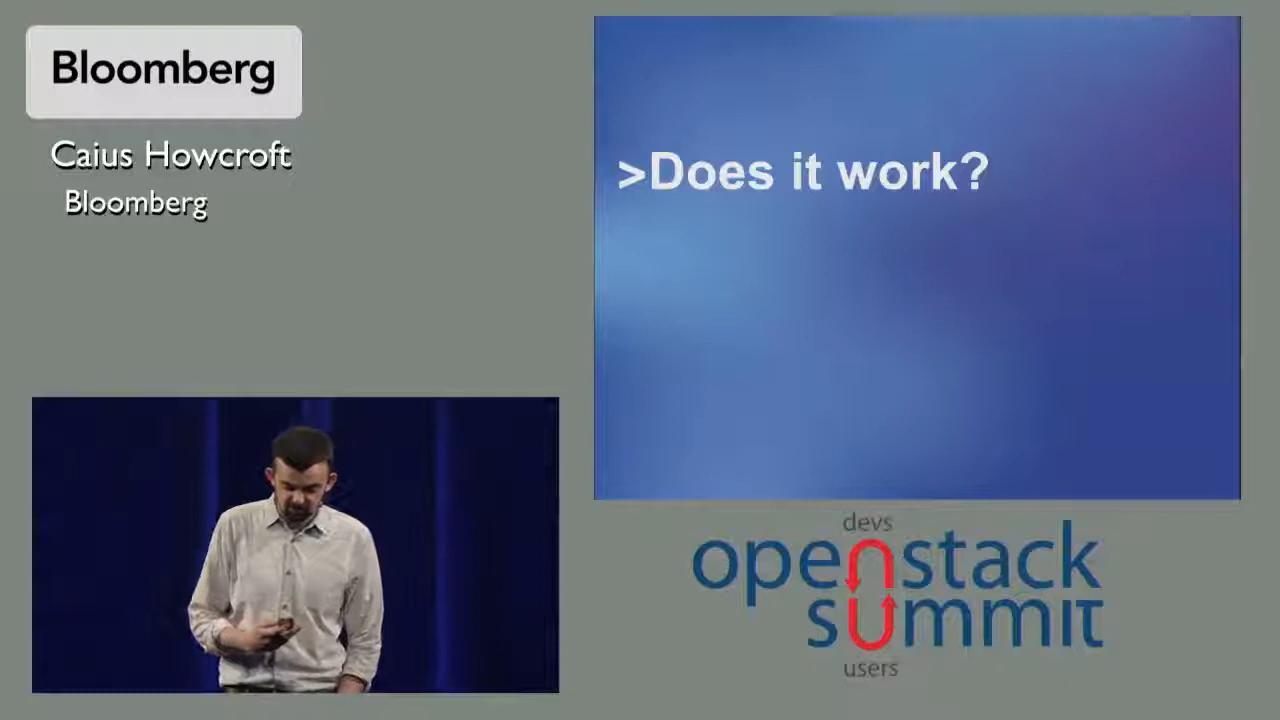 Bloomberg
Caius Howcroft
Bloomberg
>Does it work?
devs
openstack
summit
users